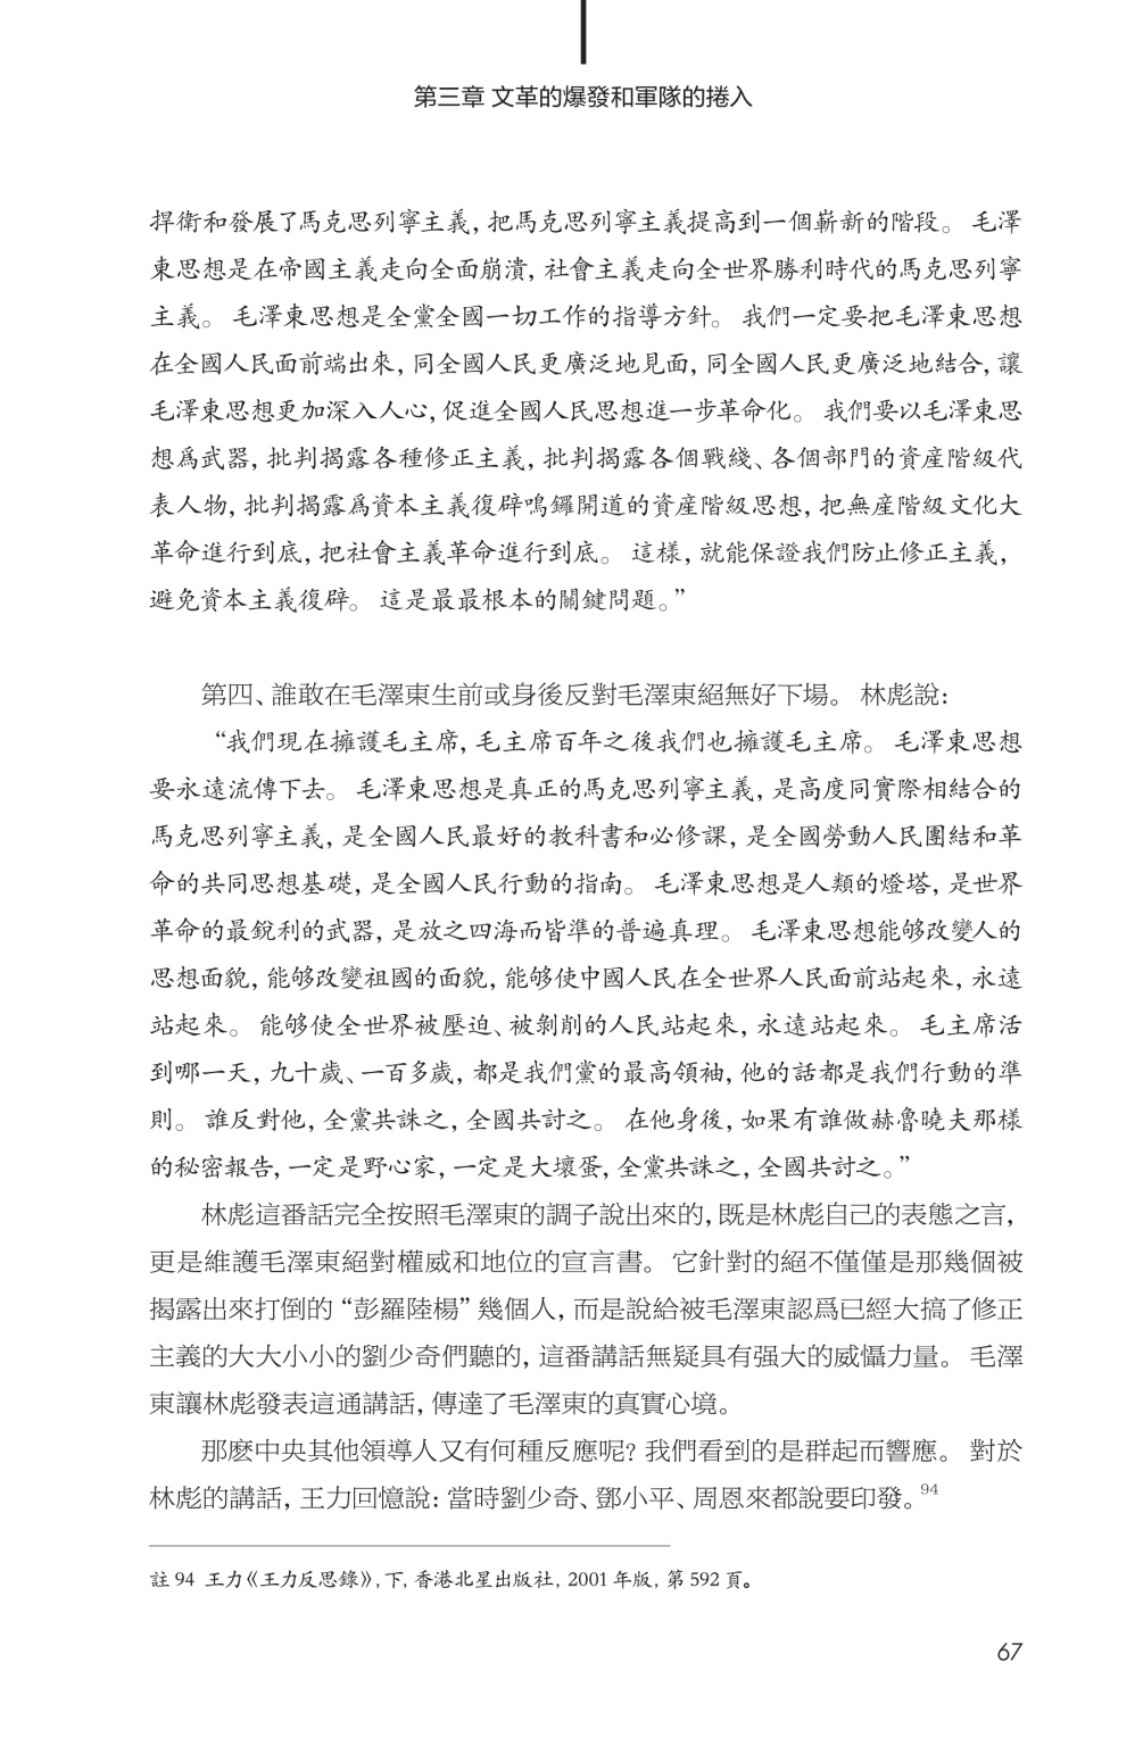 第三章 文革的爆發和軍隊的捲入
捍衛和發展了馬克思列寧主義，把馬克思列寧主義提高到一個嶄新的階段。 毛澤
東思想是在帝國主義走向全面崩潰，社會主義走向全世界勝利時代的馬克思列寧
主義。 毛澤東思想是全黨全國一切工作的指導方針。 我們一定要把毛澤東思想
在全國人民面前端出來，同全國人民更廣泛地見面，同全國人民更廣泛地結合，讓
毛澤東思想更加深入人心，促進全國人民思想進一步革命化。 我們要以毛澤東思
想爲武器，批判揭露各種修正主義，批判揭露各個戰綫、各個部門的資産階級代
表人物，批判揭露爲資本主義復辟鳴鑼開道的資産階級思想，把無産階級文化大
革命進行到底，把社會主義革命進行到底。 這樣，就能保證我們防止修正主義，
避免資本主義復辟。 這是最最根本的關鍵問題。”
第四、誰敢在毛澤東生前或身後反對毛澤東絕無好下場。 林彪說：
“我們現在擁護毛主席，毛主席百年之後我們也擁護毛主席。 毛澤東思想
要永遠流傳下去。 毛澤東思想是真正的馬克思列寧主義，是高度同實際相結合的
馬克思列寧主義，是全國人民最好的教科書和必修課，是全國勞動人民團結和革
命的共同思想基礎，是全國人民行動的指南。 毛澤東思想是人類的燈塔，是世界
革命的最銳利的武器，是放之四海而皆準的普遍真理。 毛澤東思想能够改變人的
思想面貌，能够改變祖國的面貌，能够使中國人民在全世界人民面前站起來，永遠
站起來。 能够使全世界被壓迫、被剝削的人民站起來，永遠站起來。 毛主席活
到哪一天，九十歲、一百多歲，都是我們黨的最高領袖，他的話都是我們行動的準
則。 誰反對他，全黨共誅之，全國共討之。 在他身後，如果有誰做赫魯曉夫那樣
的秘密報告，一定是野心家，一定是大壞蛋，全黨共誅之，全國共討之。”
林彪這番話完全按照毛澤東的調子說出來的，既是林彪自己的表態之言，
更是維護毛澤東絕對權威和地位的宣言書。 它針對的絕不僅僅是那幾個被
揭露出來打倒的“彭羅陸楊”幾個人，而是說給被毛澤東認爲已經大搞了修正
主義的大大小小的劉少奇們聽的，這番講話無疑具有强大的威懾力量。 毛澤
東讓林彪發表這通講話，傳達了毛澤東的真實心境。
那麽中央其他領導人又有何種反應呢？我們看到的是群起而響應。 對於
林彪的講話，王力回憶說：當時劉少奇、鄧小平、周恩來都說要印發。94
註 94 王力《王力反思錄》，下，香港北星出版社，2001 年版，第 592 頁。
67